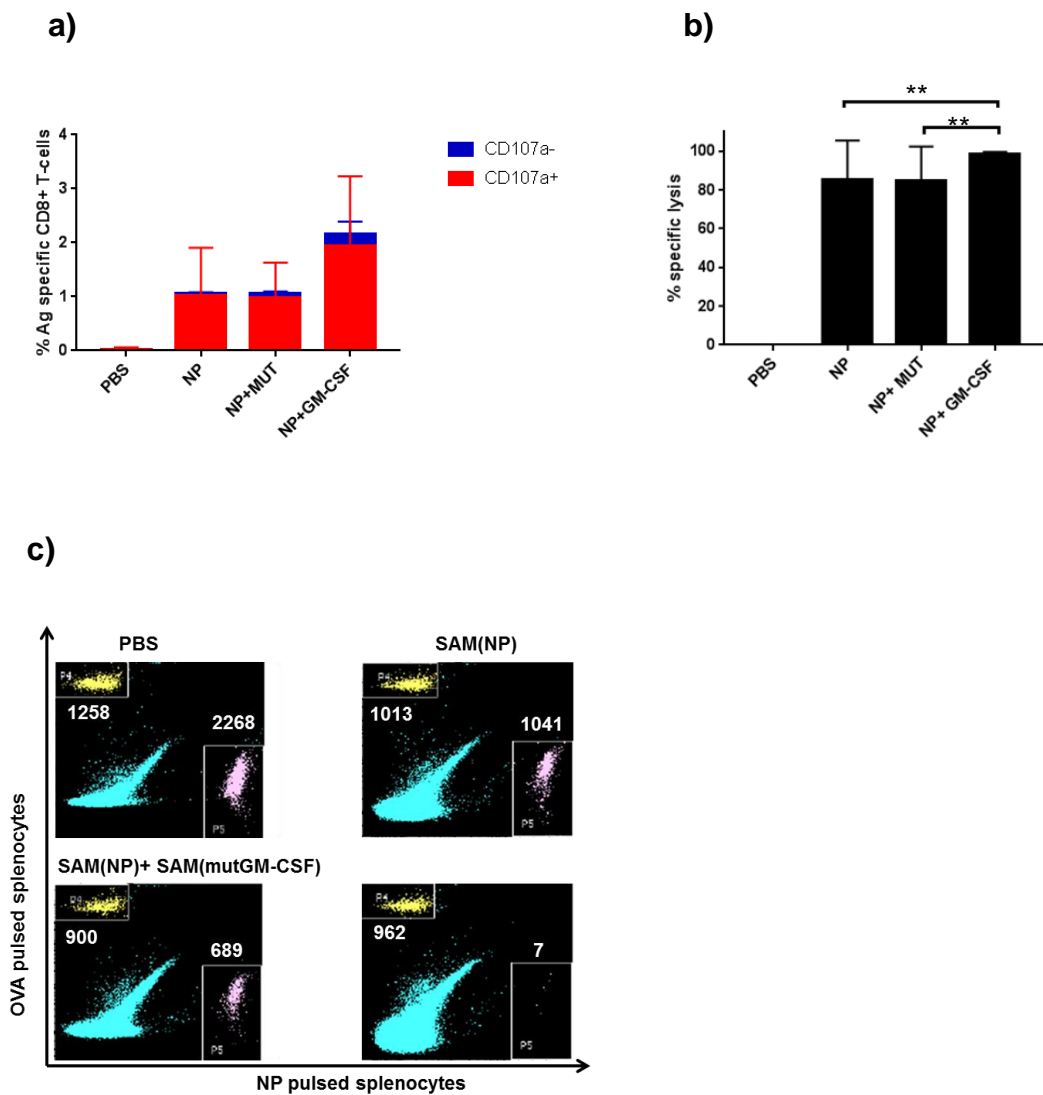 a)
% Ag specific CD8+ T-cells
4
3
2
1
0
PBS
NP
NP+MUT
NP+GM-CSF
CD107a-
CD107a+
b)
% specific lysis
100
80
60
40
20
0
**
**
PBS
NP
NP+ MUT
NP+ GM-CSF
c)
OVA pulsed splenocytes
PBS
P4
1258
2268
P5
SAM(NP)
P4
1013
1041
P5
SAM(NP)+ SAM(mutGM-CSF)
P4
900
689
P5
P4
962
7
P5
NP pulsed splenocytes